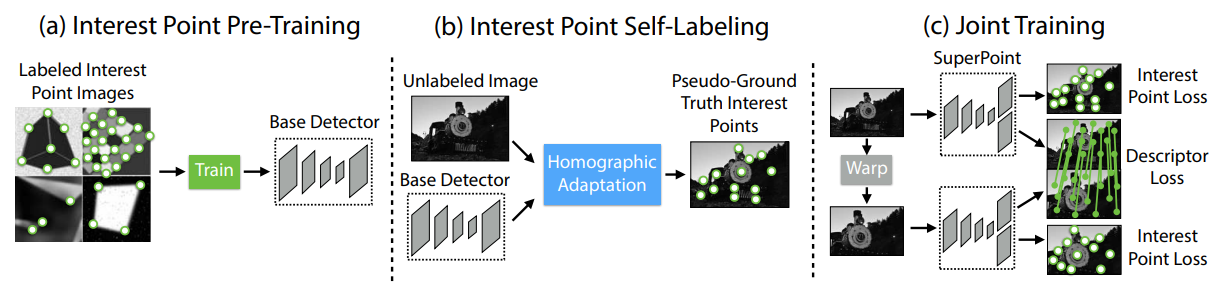 (a) Interest Point Pre-Training
Labeled Interest
Point Images
Train
Base Detector
(b) Interest Point Self-Labeling
Unlabeled Image
Base Detector
Homographic
Adaptation
Pseudo-Ground
Truth Interest
Points
(c) Joint Training
SuperPoint
Warp
Interest
Point Loss
Descriptor
Loss
Interest
Point Loss